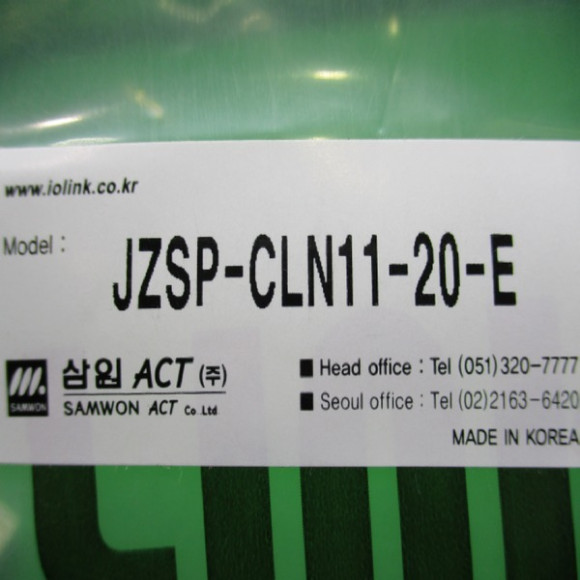 www.iolink.co.kr
Model : JZSP-CLN11-20-E
삼원 ACT (주)
SAMWON ACT Co.Ltd
SAMWON
■ Head office : Tel (051)320-7777
■ Seoul office : Tel (02)2163-6420
MADE IN KOREA